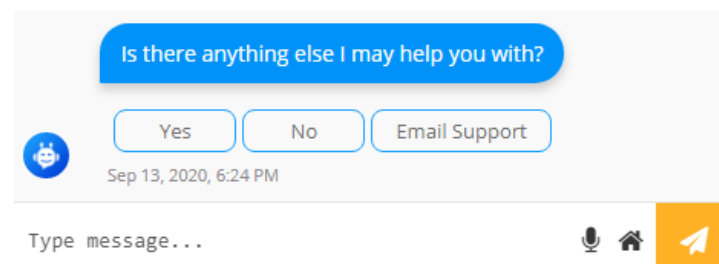 Is there anything else I may help you with?
Yes No Email Support
Sep 13, 2020, 6:24 PM
Type message...